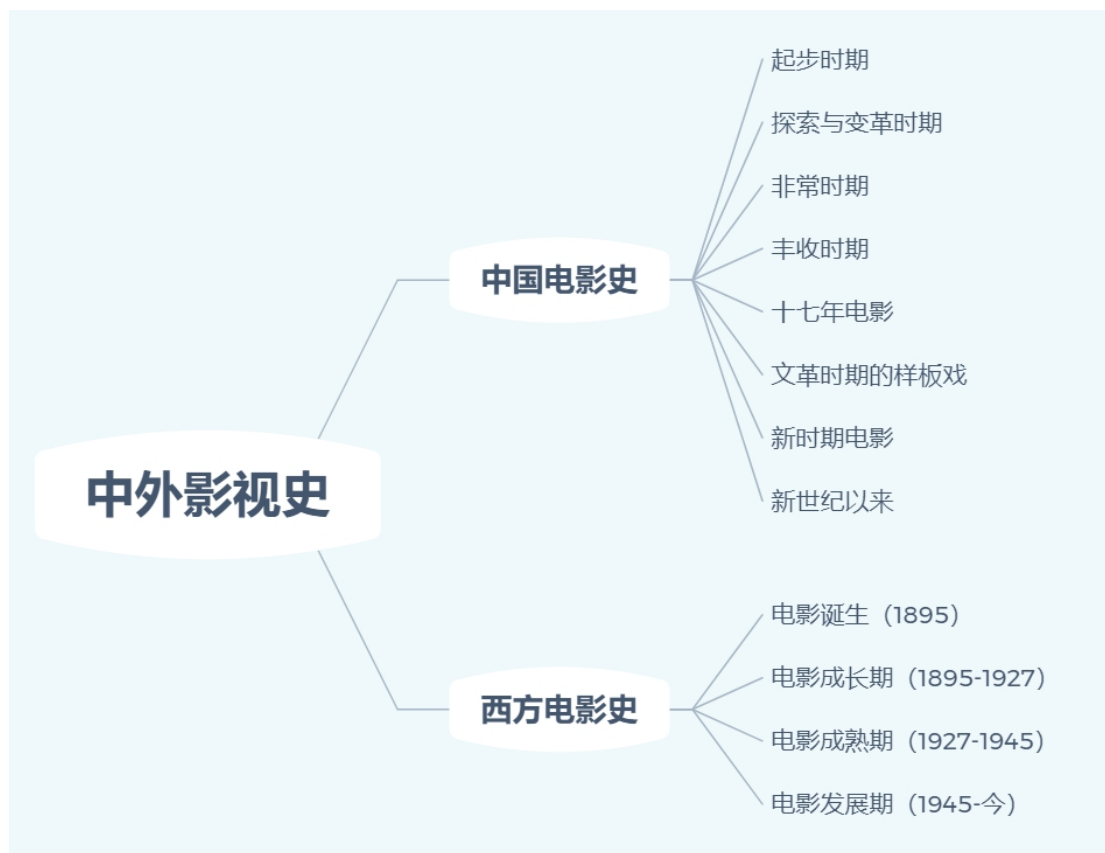 中外影视史
中国电影史
起步时期
探索与变革时期
非常时期
丰收时期
十七年电影
文革时期的样板戏
新时期电影
新世纪以来
西方电影史
电影诞生（1895）
电影成长期（1895-1927）
电影成熟期（1927-1945）
电影发展期（1945-今）